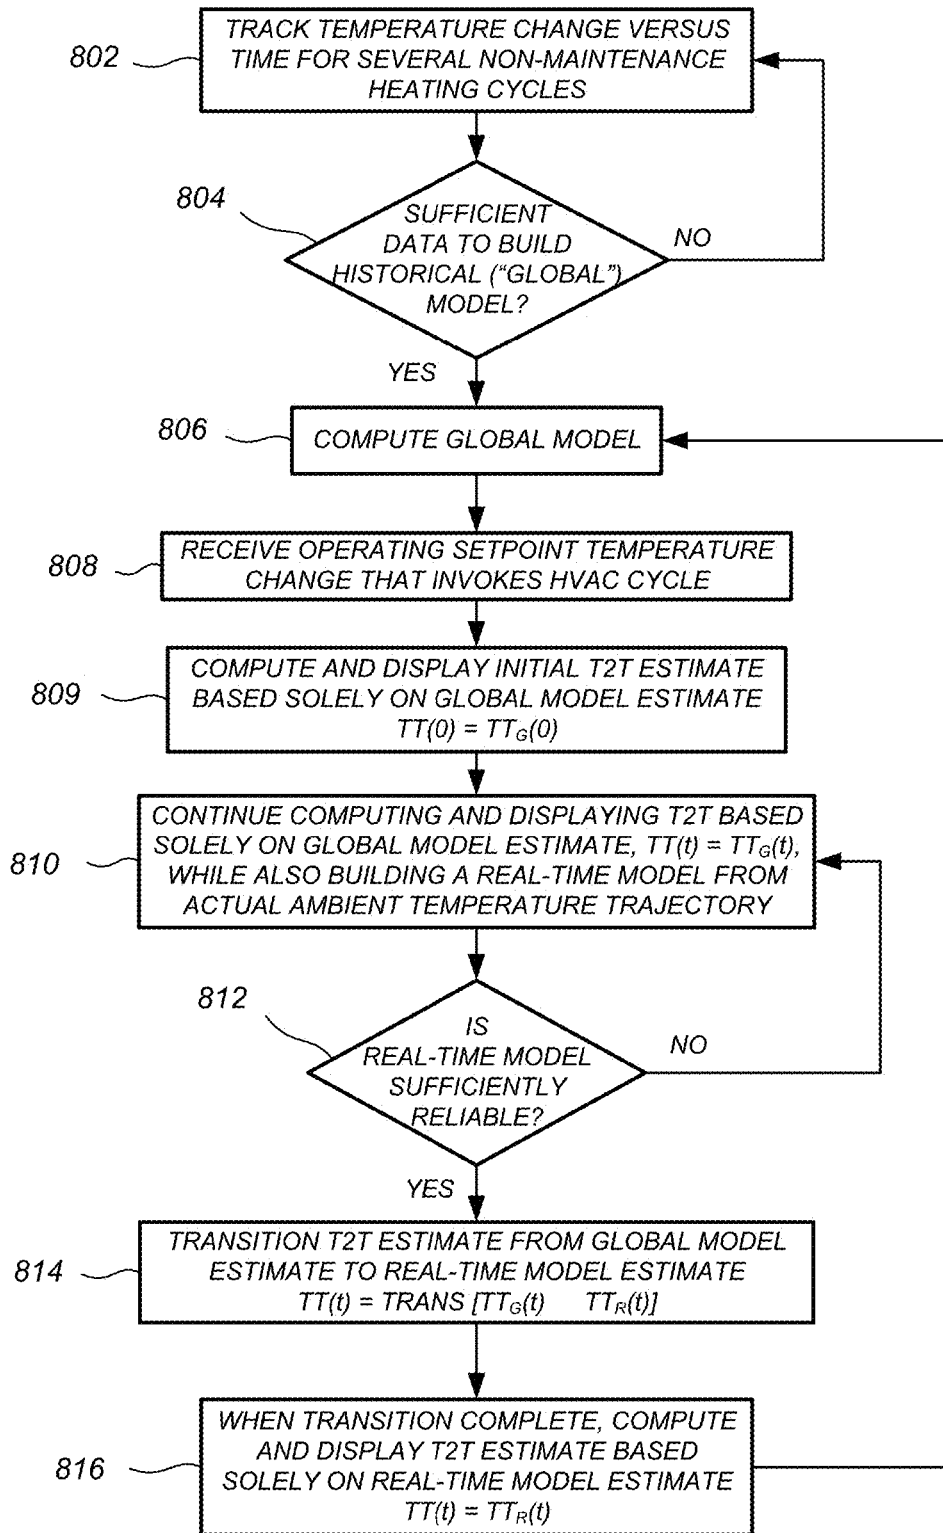 802
TRACK TEMPERATURE CHANGE VERSUS
TIME FOR SEVERAL NON-MAINTENANCE
HEATING CYCLES
804
SUFFICIENT
DATA TO BUILD
HISTORICAL (“GLOBAL”)
MODEL?
NO
YES
806
COMPUTE GLOBAL MODEL
808
RECEIVE OPERATING SETPOINT TEMPERATURE
CHANGE THAT INVOKES HVAC CYCLE
809
COMPUTE AND DISPLAY INITIAL T2T ESTIMATE
BASED SOLELY ON GLOBAL MODEL ESTIMATE
TT(0) = TTG(0)
810
CONTINUE COMPUTING AND DISPLAYING T2T BASED
SOLELY ON GLOBAL MODEL ESTIMATE, TT(t) = TTG(t),
WHILE ALSO BUILDING A REAL-TIME MODEL FROM
ACTUAL AMBIENT TEMPERATURE TRAJECTORY
812
IS
REAL-TIME MODEL
SUFFICIENTLY
RELIABLE?
NO
YES
814
TRANSITION T2T ESTIMATE FROM GLOBAL MODEL
ESTIMATE TO REAL-TIME MODEL ESTIMATE
TT(t) = TRANS [TTG(t) TTR(t)]
816
WHEN TRANSITION COMPLETE, COMPUTE
AND DISPLAY T2T ESTIMATE BASED
SOLELY ON REAL-TIME MODEL ESTIMATE
TT(t) = TTR(t)